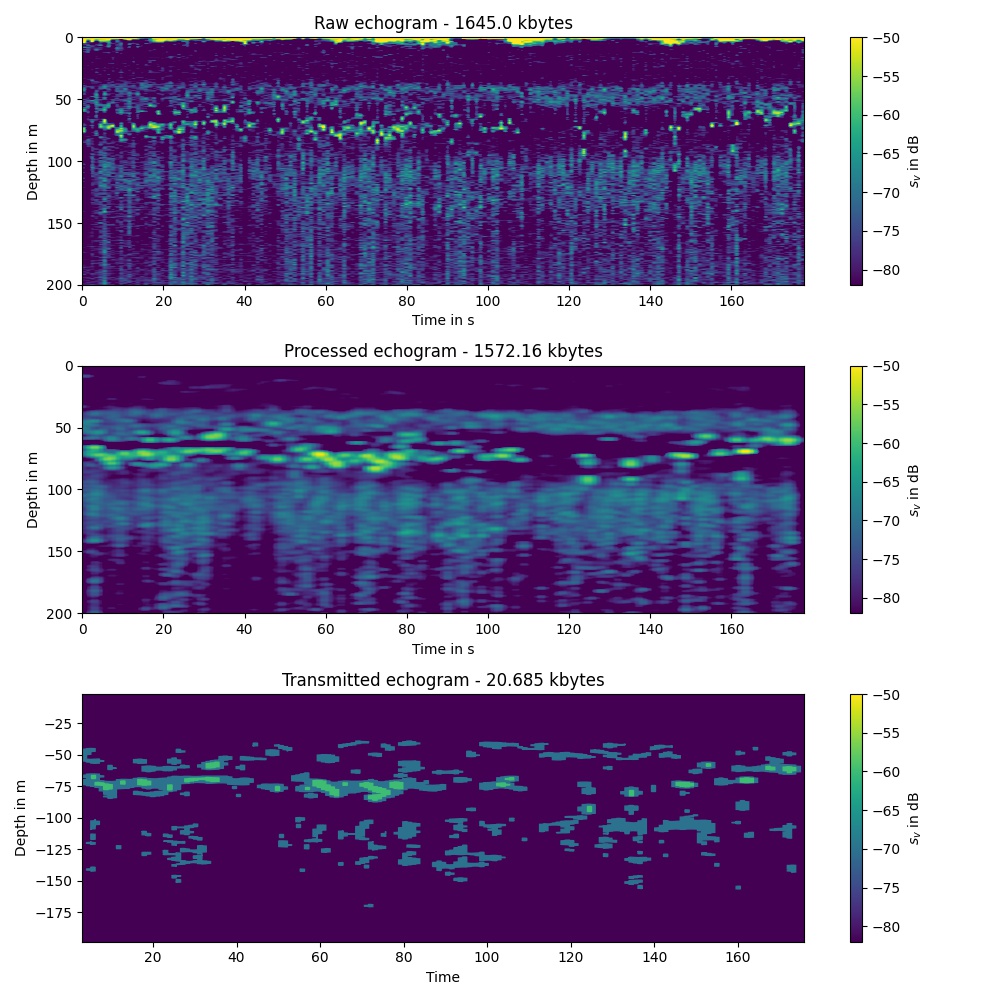 Raw echogram - 1645.0 kbytes
0
50
100
150
200
Depth in m
0 20 40 60 80 100 120 140 160
Time in s
−50
−55
−60
−65
−70
−75
−80
s_v in dB
Processed echogram - 1572.16 kbytes
0
50
100
150
200
Depth in m
0 20 40 60 80 100 120 140 160
Time in s
−50
−55
−60
−65
−70
−75
−80
s_v in dB
Transmitted echogram - 20.685 kbytes
−25
−50
−75
−100
−125
−150
−175
Depth in m
20 40 60 80 100 120 140 160
Time
−50
−55
−60
−65
−70
−75
−80
s_v in dB